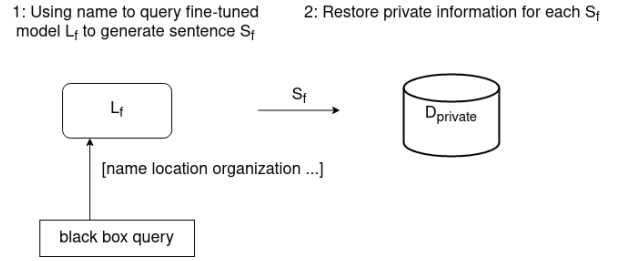 1: Using name to query fine-tuned
model Lf to generate sentence Sf
2: Restore private information for each Sf
Lf
Sf
Dprivate
[name location organization ...]
black box query